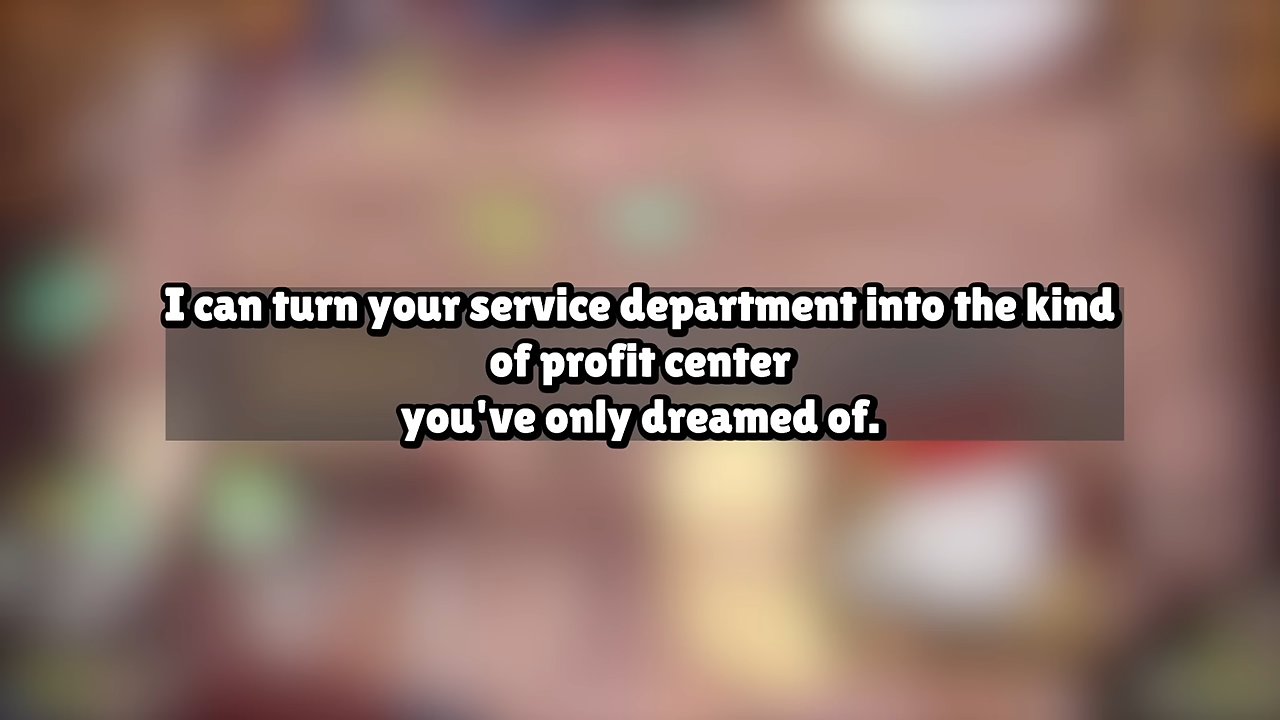 I can turn your service department into the kind
of profit center
you've only dreamed of.